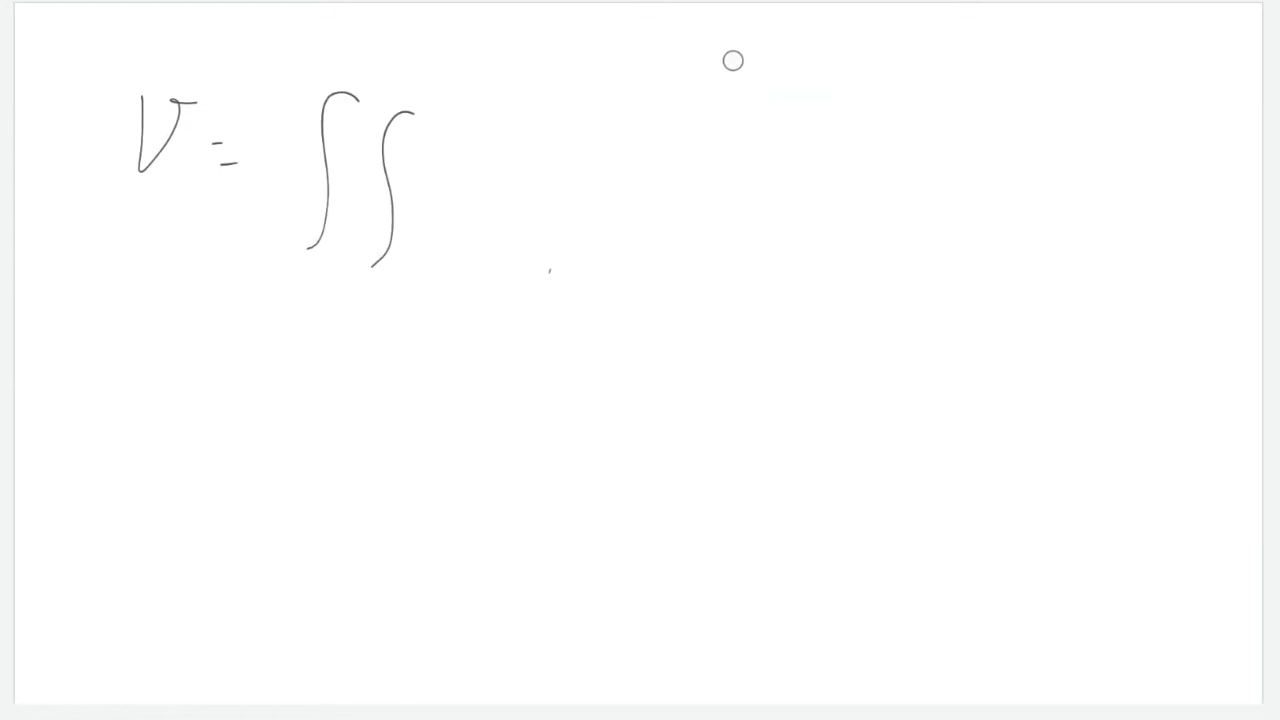 V = ∫∫